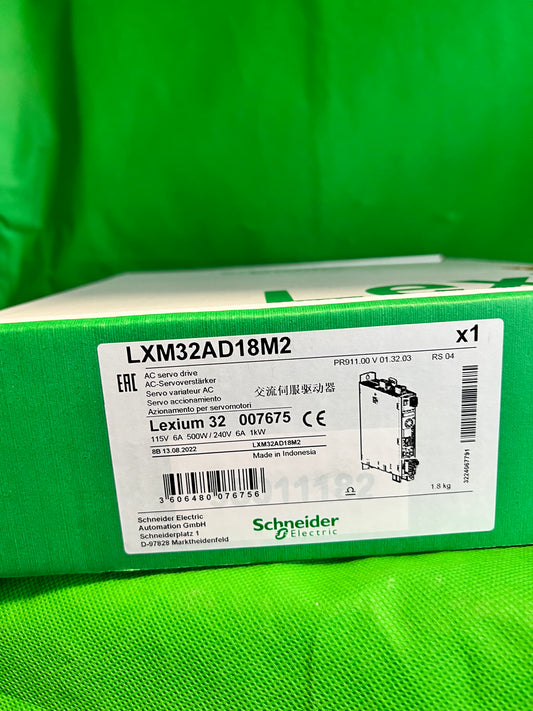 Lex
LXM32AD18M2
x1
PR911.00 V 01.32.03
RS 04
EAC
AC servo drive
AC-Servoverstärker
Servo variateur AC
Servo accionamiento
Azionamento per servomotori
交流伺服驱动器
Lexium 32 007675 CE
115V 6A 500W / 240V 6A 1kW
8B 13.08.2022
LXM32AD18M2
Made in Indonesia
3 606480 076756
911182
3224967791
1.8 kg
Schneider Electric
Automation GmbH
Schneiderplatz 1
D-97828 Marktheidenfeld
Schneider
Electric